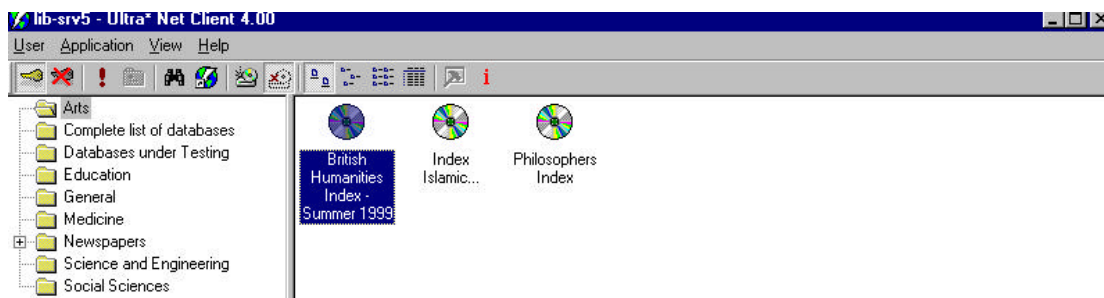 lib-srv5 - Ultra* Net Client 4.00
User Application View Help
Arts
Complete list of databases
Databases under Testing
Education
General
Medicine
Newspapers
Science and Engineering
Social Sciences
British
Humanities
Index -
Summer 1999
Index
Islamic...
Philosophers
Index